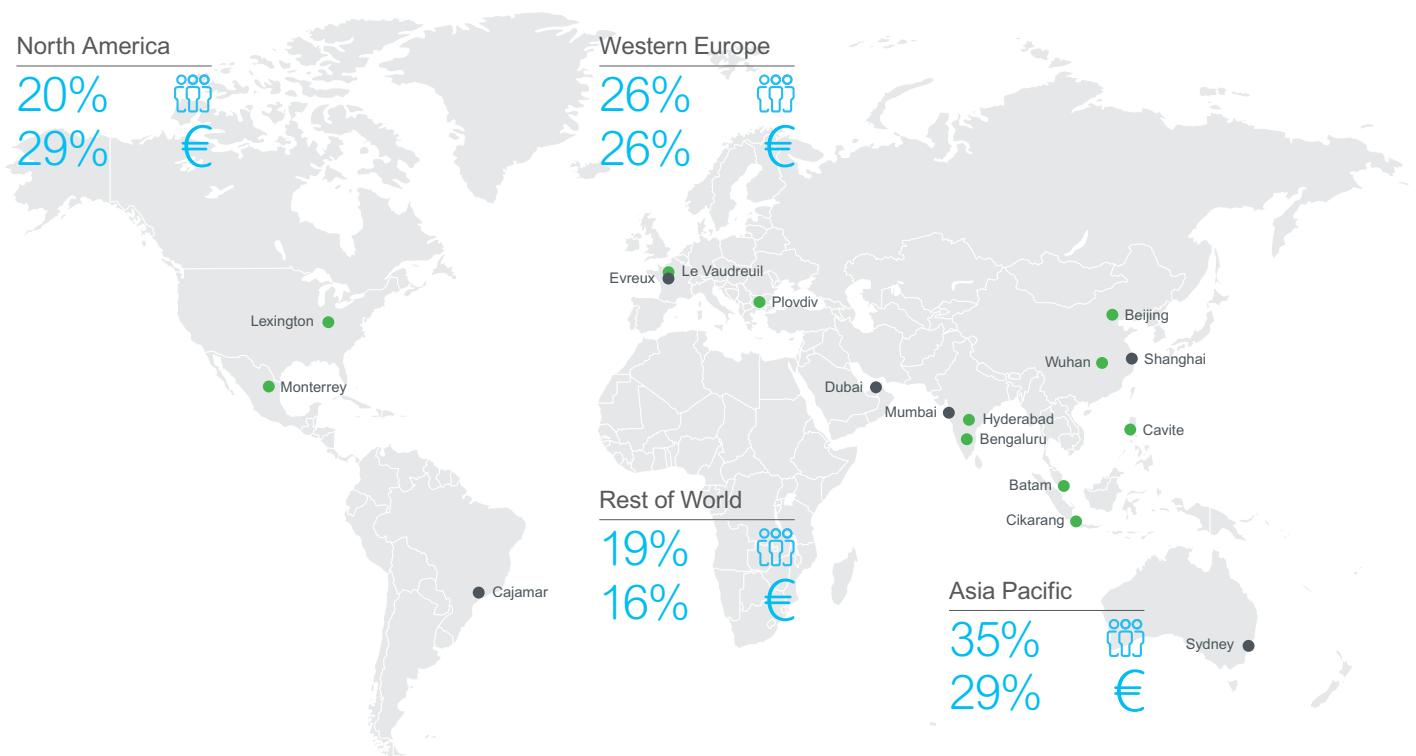 North America
20%
29% €
Western Europe
26%
26% €
Evreux
Le Vaudreuil
Plovdiv
Lexington
Monterrey
Beijing
Wuhan
Shanghai
Dubai
Mumbai
Hyderabad
Bengaluru
Cavite
Batam
Cikarang
Rest of World
19%
16% €
Cajamar
Asia Pacific
35%
29% €
Sydney